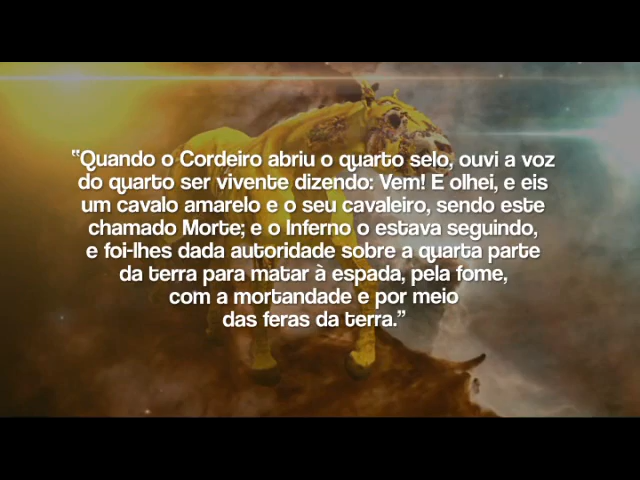 “Quando o Cordeiro abriu o quarto selo, ouvi a voz
do quarto ser vivente dizendo: Vem! E olhei, e eis
um cavalo amarelo e o seu cavaleiro, sendo este
chamado Morte; e o Inferno o estava seguindo,
e foi-lhes dada autoridade sobre a quarta parte
da terra para matar à espada, pela fome,
com a mortandade e por meio
das feras da terra.”